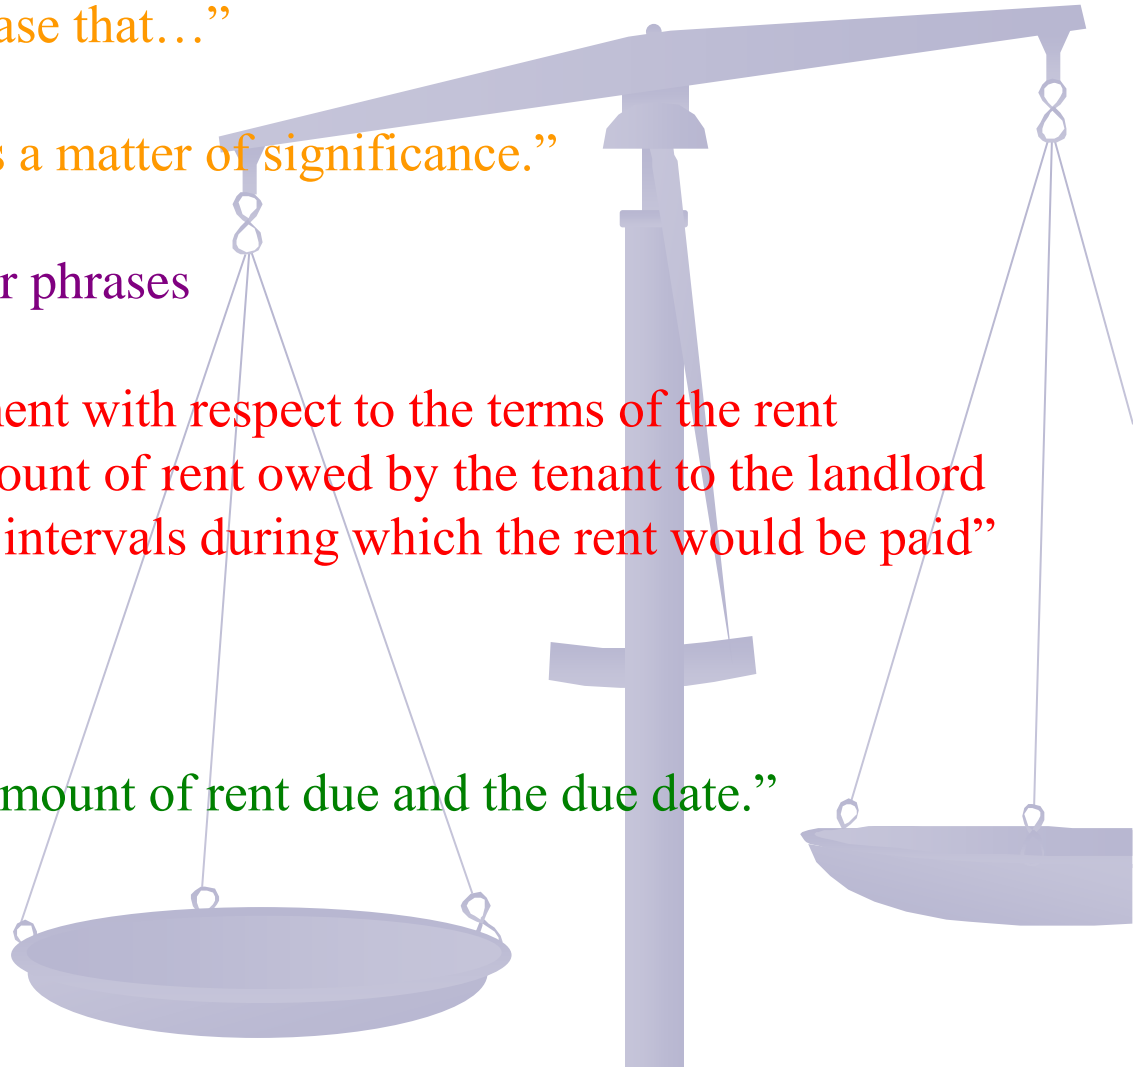 ase that…”
s a matter of significance.”
r phrases
ent with respect to the terms of the rent
ount of rent owed by the tenant to the landlord
intervals during which the rent would be paid”
mount of rent due and the due date.”